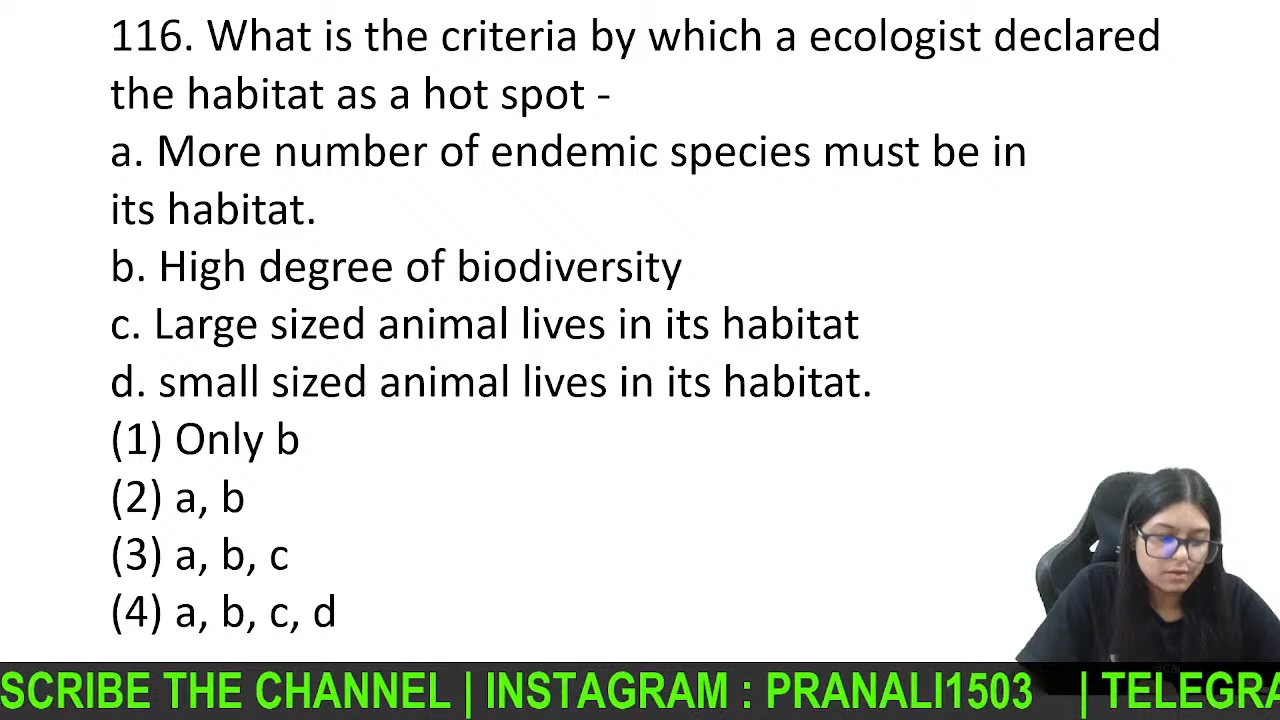 116. What is the criteria by which a ecologist declared
the habitat as a hot spot -
a. More number of endemic species must be in
its habitat.
b. High degree of biodiversity
c. Large sized animal lives in its habitat
d. small sized animal lives in its habitat.
(1) Only b
(2) a, b
(3) a, b, c
(4) a, b, c, d
SCRIBE THE CHANNEL | INSTAGRAM : PRANALI1503 | TELEGRA